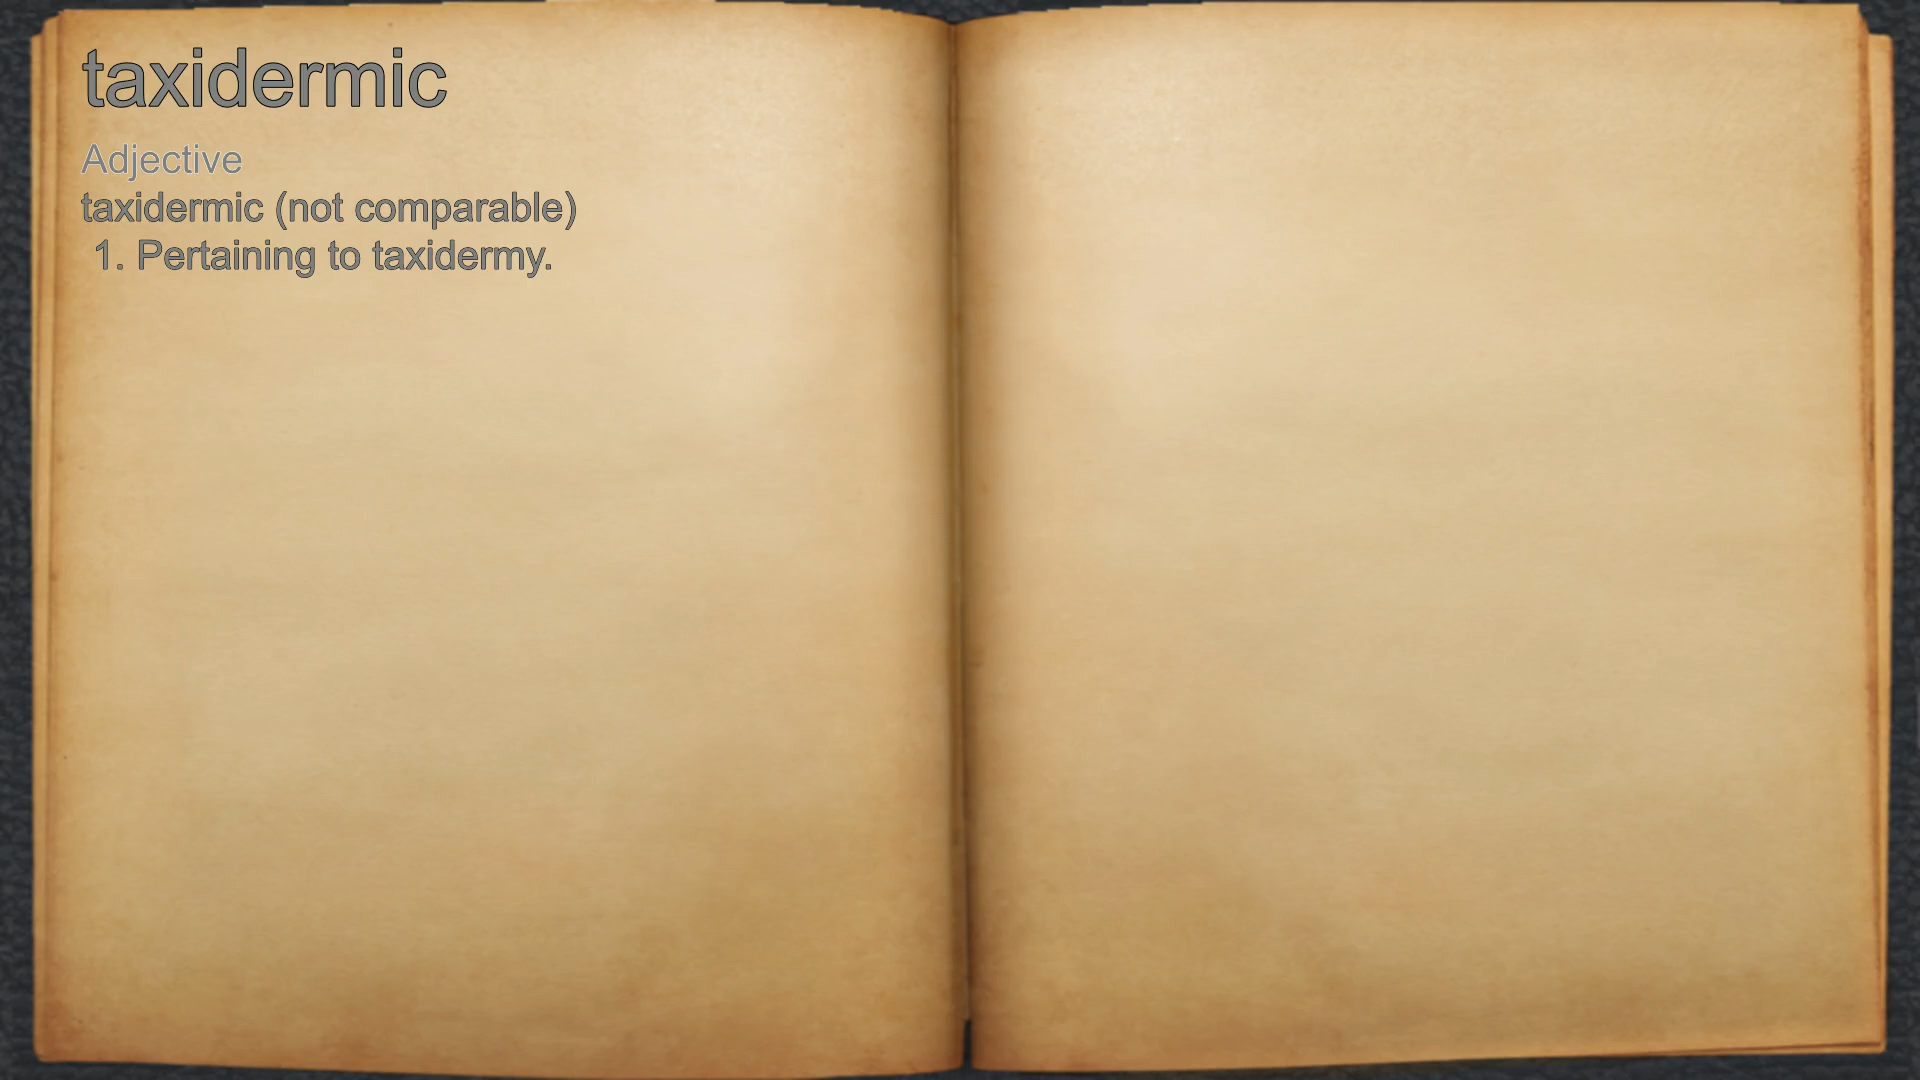 taxidermic
Adjective
taxidermic (not comparable)
1. Pertaining to taxidermy.